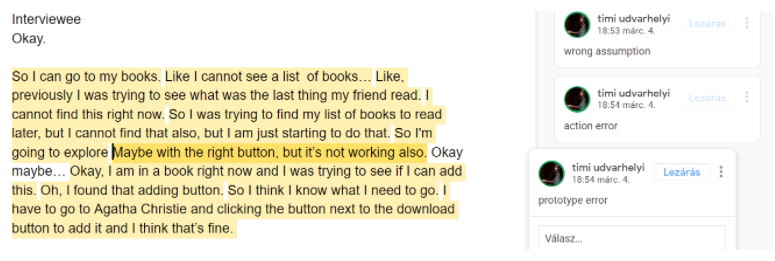 Interviewee
Okay.
So I can go to my books. Like I cannot see a list of books... Like,
previously I was trying to see what was the last thing my friend read. I
cannot find this right now. So I was trying to find my list of books to read
later, but I cannot find that also, but I am just starting to do that. So I'm
going to explore Maybe with the right button, but it's not working also. Okay
maybe... Okay, I am in a book right now and I was trying to see if I can add
this. Oh, I found that adding button. So I think I know what I need to go. I
have to go to Agatha Christie and clicking the button next to the download
button to add it and I think that's fine.
timi udvarhelyi
18:53 márc. 4.
Lezárás
wrong assumption
timi udvarhelyi
18:54 márc. 4.
Lezárás
action error
timi udvarhelyi
18:54 márc. 4.
Lezárás
prototype error
Válasz...